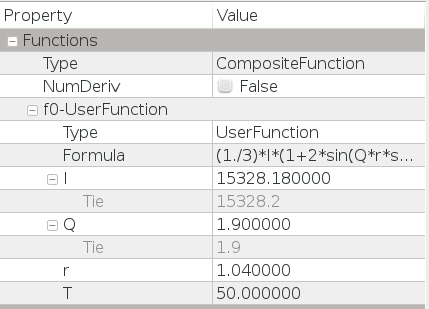 Property Value
Functions
Type CompositeFunction
NumDeriv False
f0-UserFunction
Type UserFunction
Formula (1./3)*I*(1+2*sin(Q*r*s...
I 15328.180000
Tie 15328.2
Q 1.900000
Tie 1.9
r 1.040000
T 50.000000